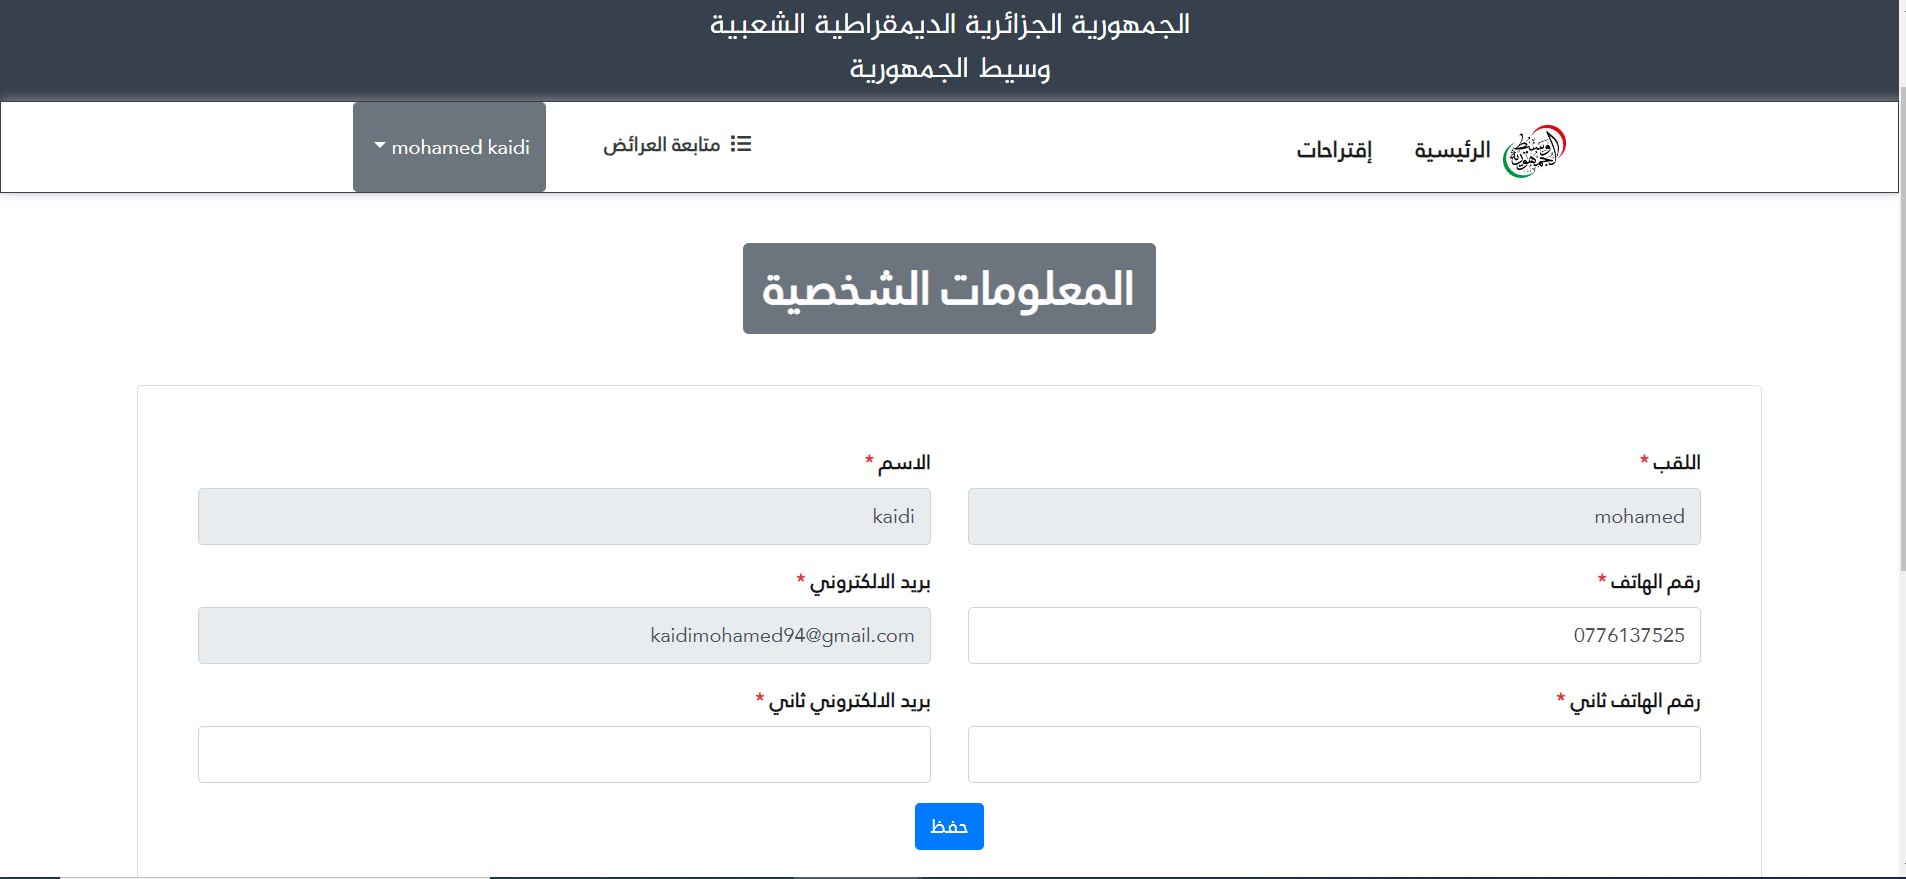 الجمهورية الجزائرية الديمقراطية الشعبية
وسيط الجمهورية
وسيط الجمهورية
الرئيسية
إقتراحات
متابعة العرائض
mohamed kaidi
المعلومات الشخصية
اللقب *
الاسم *
mohamed
kaidi
رقم الهاتف *
بريد الالكتروني *
0776137525
kaidimohamed94@gmail.com
رقم الهاتف ثاني *
بريد الالكتروني ثاني *
حفظ